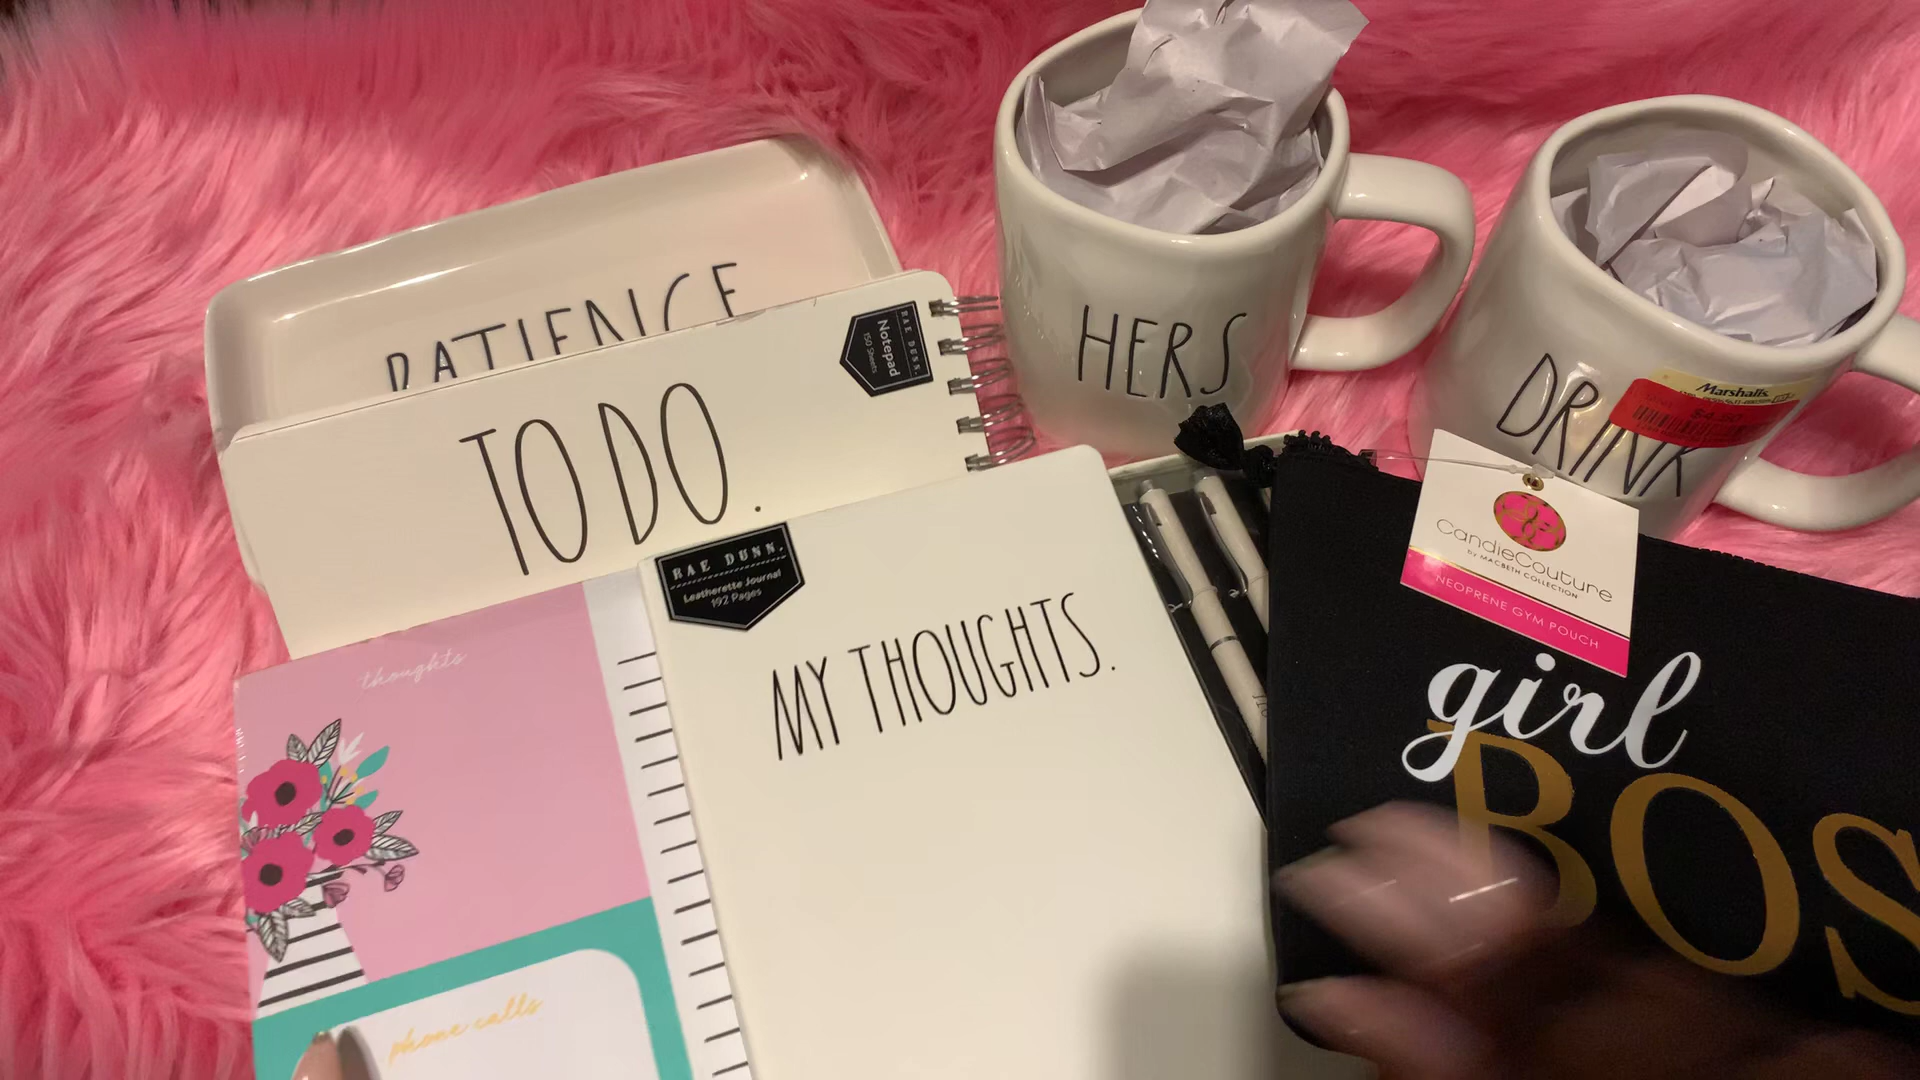 PATIENCE
HERS
DRINK
Marshalls
TO DO.
RAE DUNN.
Notepad
150 Sheets
RAE DUNN.
Leatherette Journal
192 Pages
MY THOUGHTS.
thoughts
phone calls
CandieCouture
by MACBETH COLLECTION
NEOPRENE GYM POUCH
girl
BOS